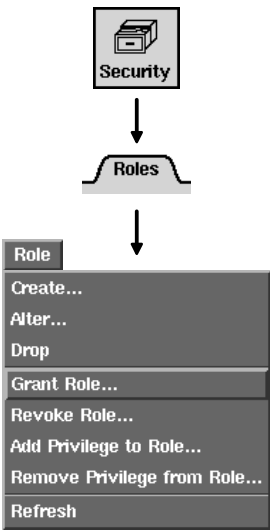 Security
Roles
Role
Create...
Alter...
Drop
Grant Role...
Revoke Role...
Add Privilege to Role...
Remove Privilege from Role...
Refresh